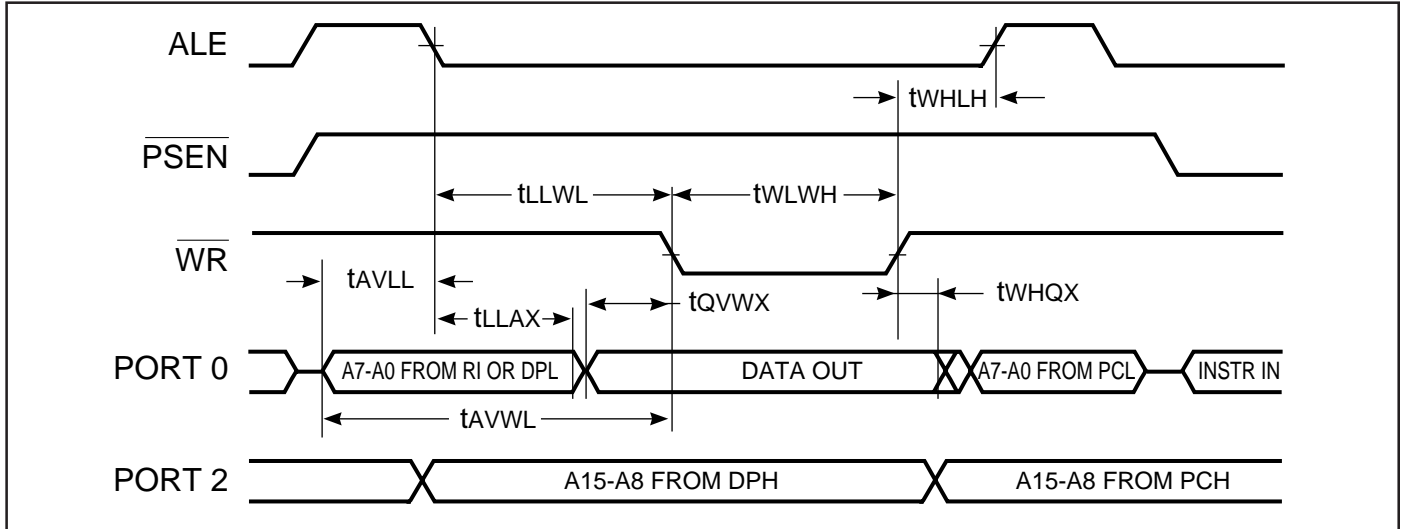 ALE
tWHLH
PSEN
tLLWL
tWLWH
WR
tAVLL
tLLAX
tQVWX
tWHQX
PORT 0
A7-A0 FROM RI OR DPL
DATA OUT
A7-A0 FROM PCL
INSTR IN
tAVWL
PORT 2
A15-A8 FROM DPH
A15-A8 FROM PCH